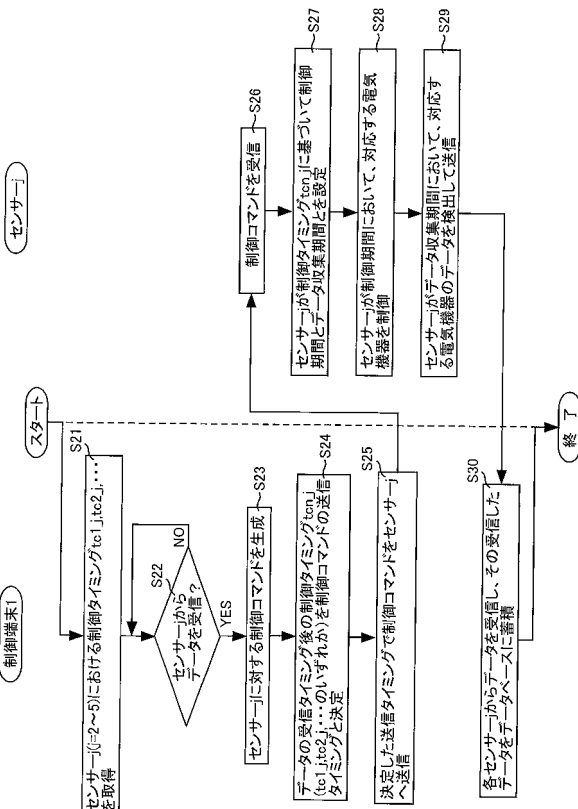 制御端末1
センサーj
スタート
S21
センサーj(j=2～5)における制御タイミングtc1_j,tc2_j,・・・
を取得
S22
センサーjから
データを受信？
NO
YES
S23
センサーjに対する制御コマンドを生成
S24
データの受信タイミング後の制御タイミングtcn_j
(tc1_j,tc2_j,・・・のいずれか)を制御コマンドの送信
タイミングと決定
S25
決定した送信タイミングで制御コマンドをセンサーj
へ送信
S26
制御コマンドを受信
S27
センサーjが制御タイミングtcn_jに基づいて制御
期間とデータ収集期間とを設定
S28
センサーjが制御期間において、対応する電気
機器を制御
S29
センサーjがデータ収集期間において、対応す
る電気機器のデータを検出して送信
S30
各センサーjからデータを受信し、その受信した
データをデータベースに蓄積
終了